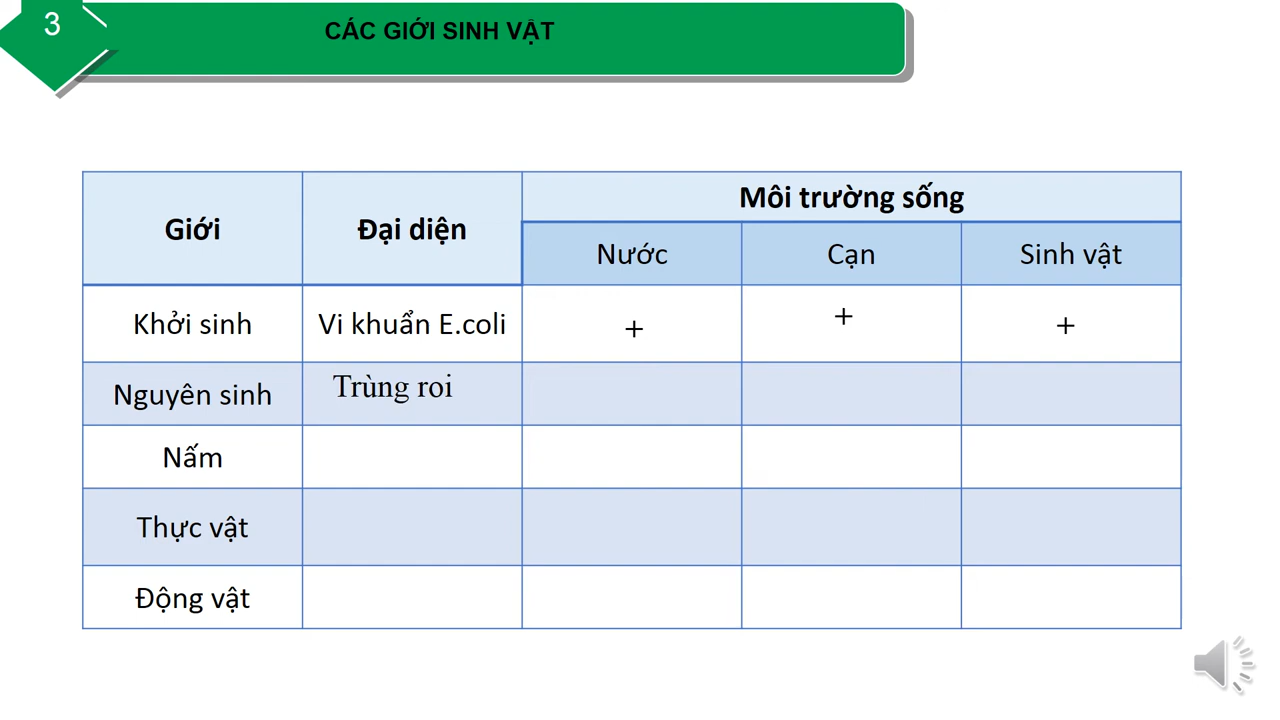 3
CÁC GIỚI SINH VẬT
Giới
Đại diện
Môi trường sống
Nước
Cạn
Sinh vật
Khởi sinh
Vi khuẩn E.coli
+
+
+
Nguyên sinh
Trùng roi
Nấm
Thực vật
Động vật